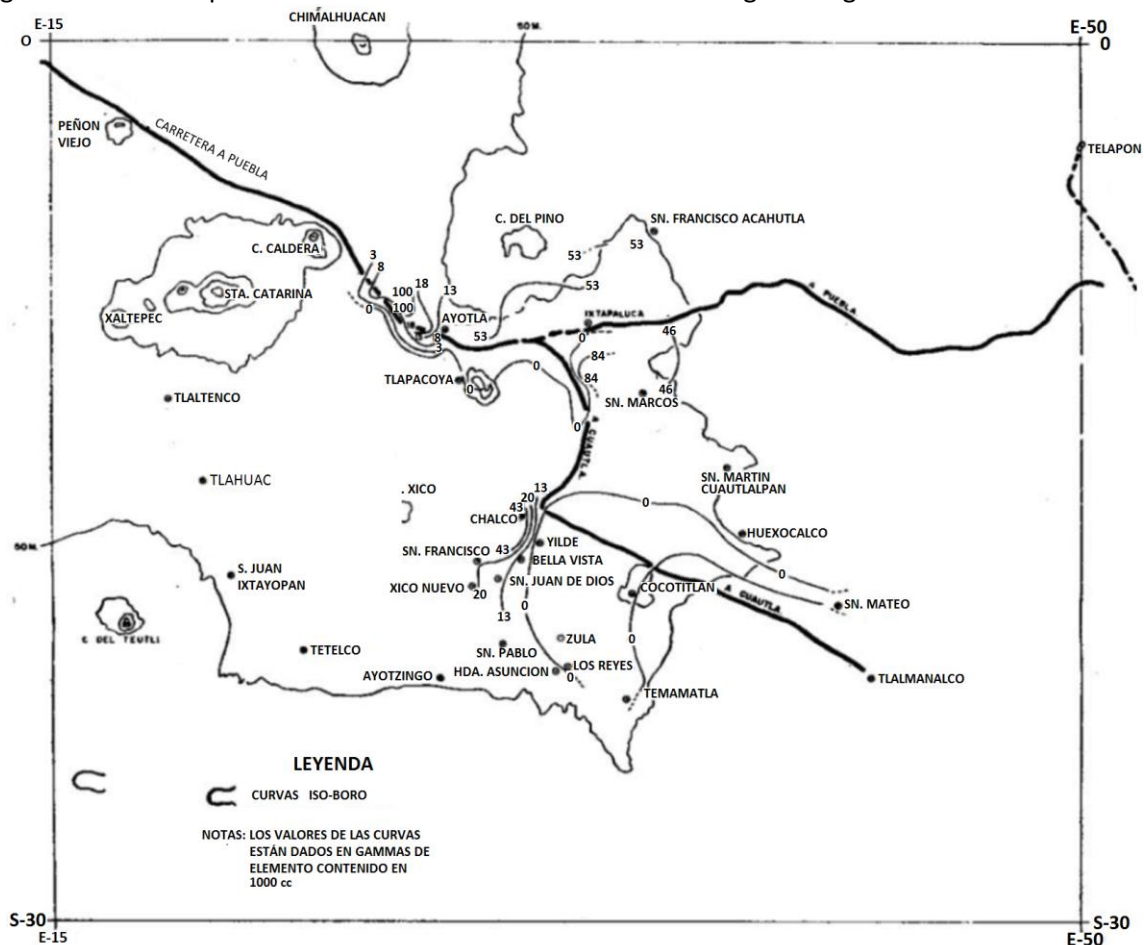 E-15
CHIMALHUACAN
50 M.
E-50
O
O
PEÑON
VIEJO
CARRETERA A PUEBLA
TELAPON
C. DEL PINO
SN. FRANCISCO ACAHUTLA
C. CALDERA
3
8
53
53
100
18
13
53
STA. CATARINA
100
0
A PUEBLA
XALTEPEC
AYOTLA
IXTAPALUCA
8
53
46
3
0
84
TLAPACOYA
0
0
84
46
TLALTENCO
SN. MARCOS
0
A CUAUTLA
TLAHUAC
. XICO
SN. MARTIN
CUAUTLALPAN
13
20
43
0
CHALCO
HUEXOCALCO
50 M.
YILDE
SN. FRANCISCO
43
BELLA VISTA
S. JUAN
IXTAYOPAN
XICO NUEVO
20
SN. JUAN DE DIOS
COCOTITLAN
0
SN. MATEO
A CUAUTLA
13
0
C. DEL TEUTLI
ZULA
0
TETELCO
SN. PABLO
LOS REYES
AYOTZINGO
HDA. ASUNCION
0
TLALMANALCO
TEMAMATLA
LEYENDA
CURVAS ISO-BORO
NOTAS: LOS VALORES DE LAS CURVAS
ESTÁN DADOS EN GAMMAS DE
ELEMENTO CONTENIDO EN
1000 cc
S-30
S-30
E-15
E-50